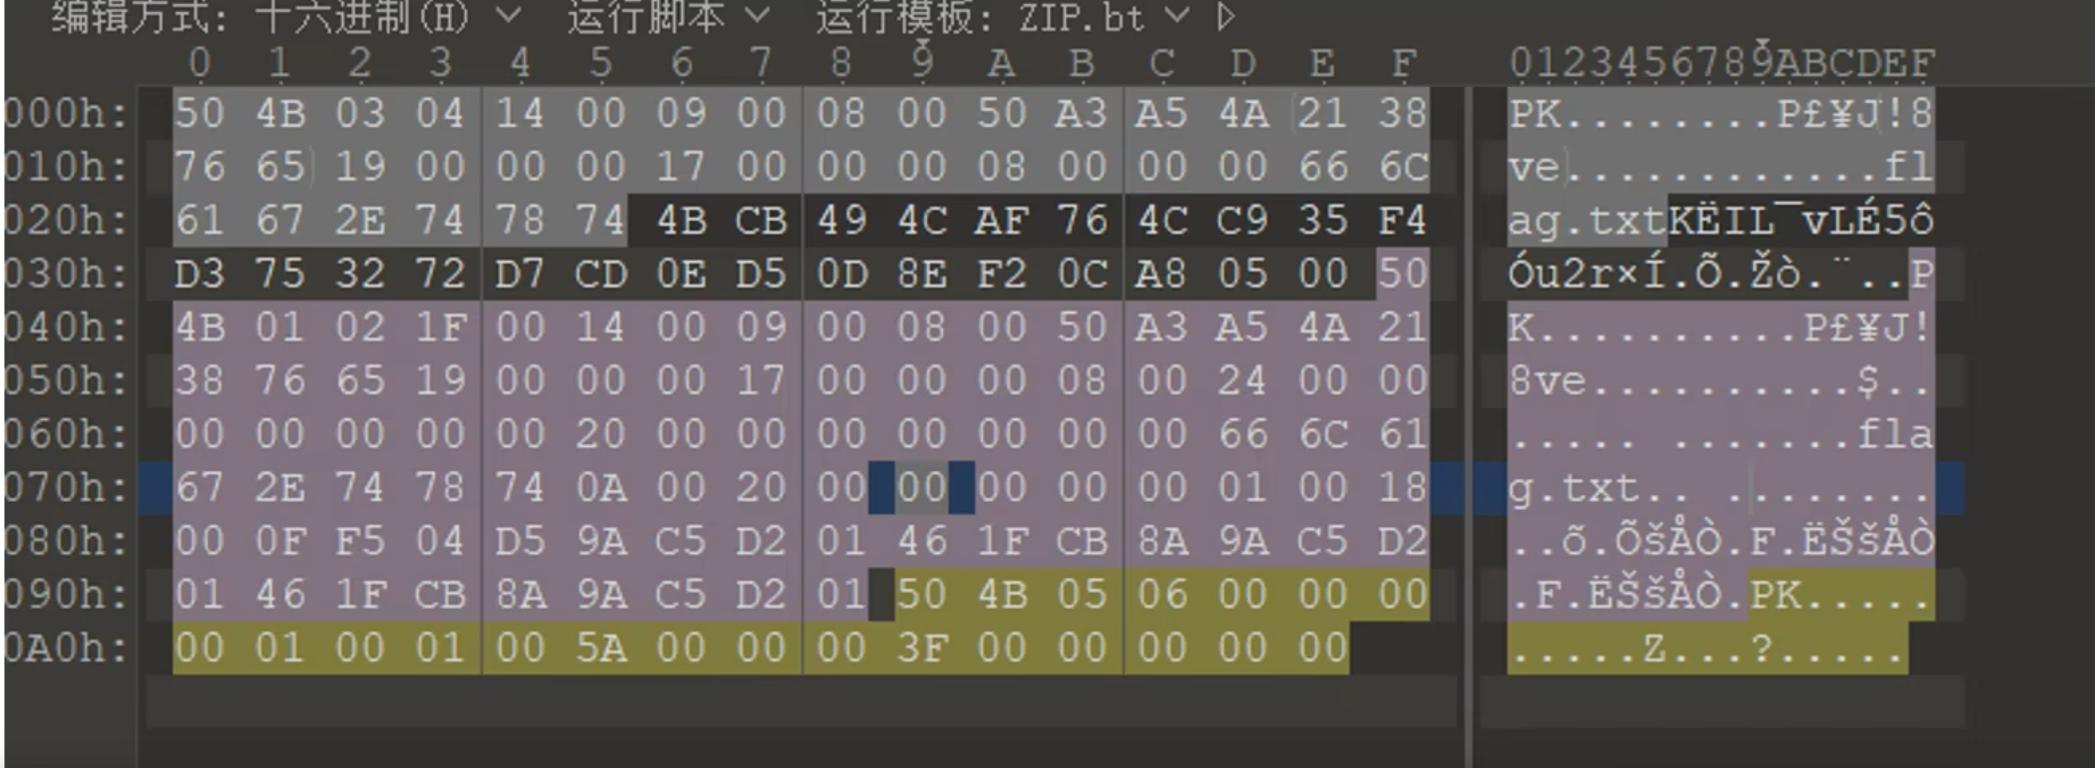 编辑方式: 十六进制(H) 运行脚本 运行模板: ZIP.bt
0 1 2 3 4 5 6 7 8 9 A B C D E F 0123456789ABCDEF
000h: 50 4B 03 04 14 00 09 00 08 00 50 A3 A5 4A 21 38 PK........P£¥J!8
010h: 76 65 19 00 00 00 17 00 00 00 08 00 00 00 66 6C ve............fl
020h: 61 67 2E 74 78 74 4B CB 49 4C AF 76 4C C9 35 F4 ag.txtKËIL¯vLÉ5ô
030h: D3 75 32 72 D7 CD 0E D5 0D 8E F2 0C A8 05 00 50 Óu2r×Í.Õ.Žò.¨..P
040h: 4B 01 02 1F 00 14 00 09 00 08 00 50 A3 A5 4A 21 K..........P£¥J!
050h: 38 76 65 19 00 00 00 17 00 00 00 08 00 24 00 00 8ve..........$..
060h: 00 00 00 00 00 20 00 00 00 00 00 00 00 66 6C 61 ..... .......fla
070h: 67 2E 74 78 74 0A 00 20 00 00 00 00 00 01 00 18 g.txt.. ........
080h: 00 0F F5 04 D5 9A C5 D2 01 46 1F CB 8A 9A C5 D2 ..õ.ÕšÅÒ.F.ËŠšÅÒ
090h: 01 46 1F CB 8A 9A C5 D2 01 50 4B 05 06 00 00 00 .F.ËŠšÅÒ.PK.....
0A0h: 00 01 00 01 00 5A 00 00 00 3F 00 00 00 00 00 .....Z...?.....